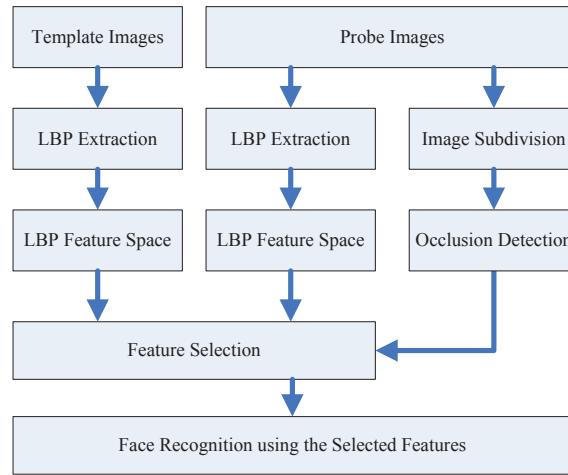 Template Images
Probe Images
LBP Extraction
LBP Extraction
Image Subdivision
LBP Feature Space
LBP Feature Space
Occlusion Detection
Feature Selection
Face Recognition using the Selected Features